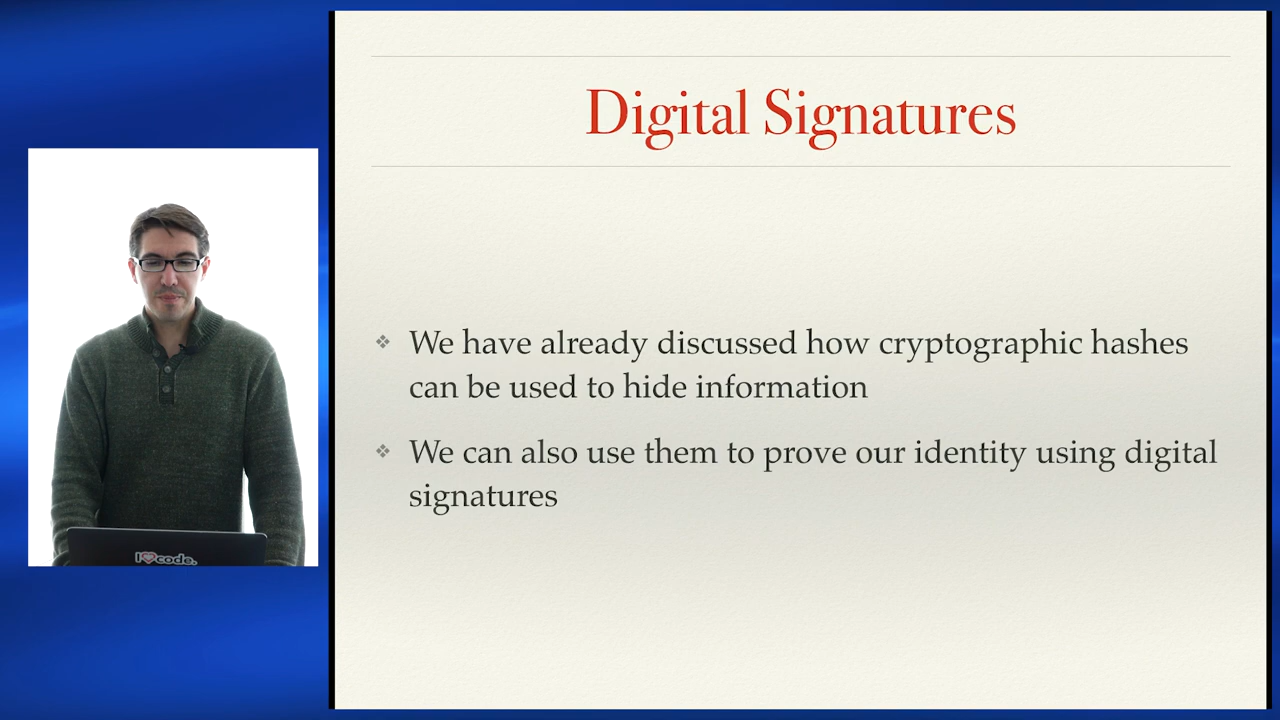 Digital Signatures
We have already discussed how cryptographic hashes
can be used to hide information
We can also use them to prove our identity using digital
signatures
I❤code.